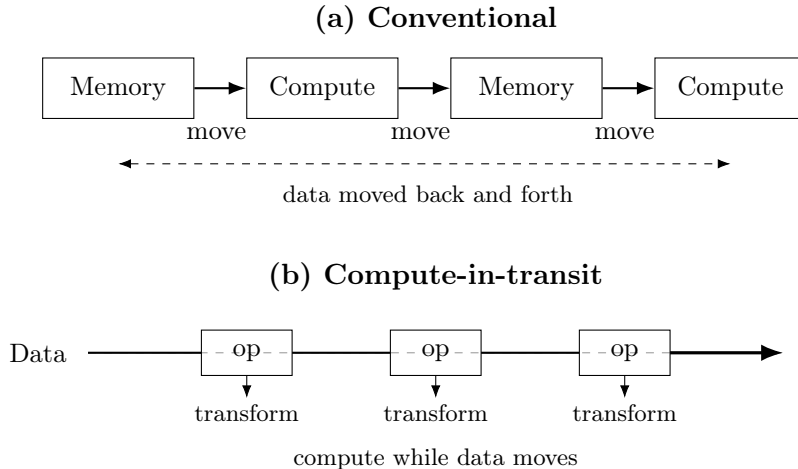 (a) Conventional
Memory Compute Memory Compute
move move move
data moved back and forth
(b) Compute-in-transit
Data op op op
transform transform transform
compute while data moves